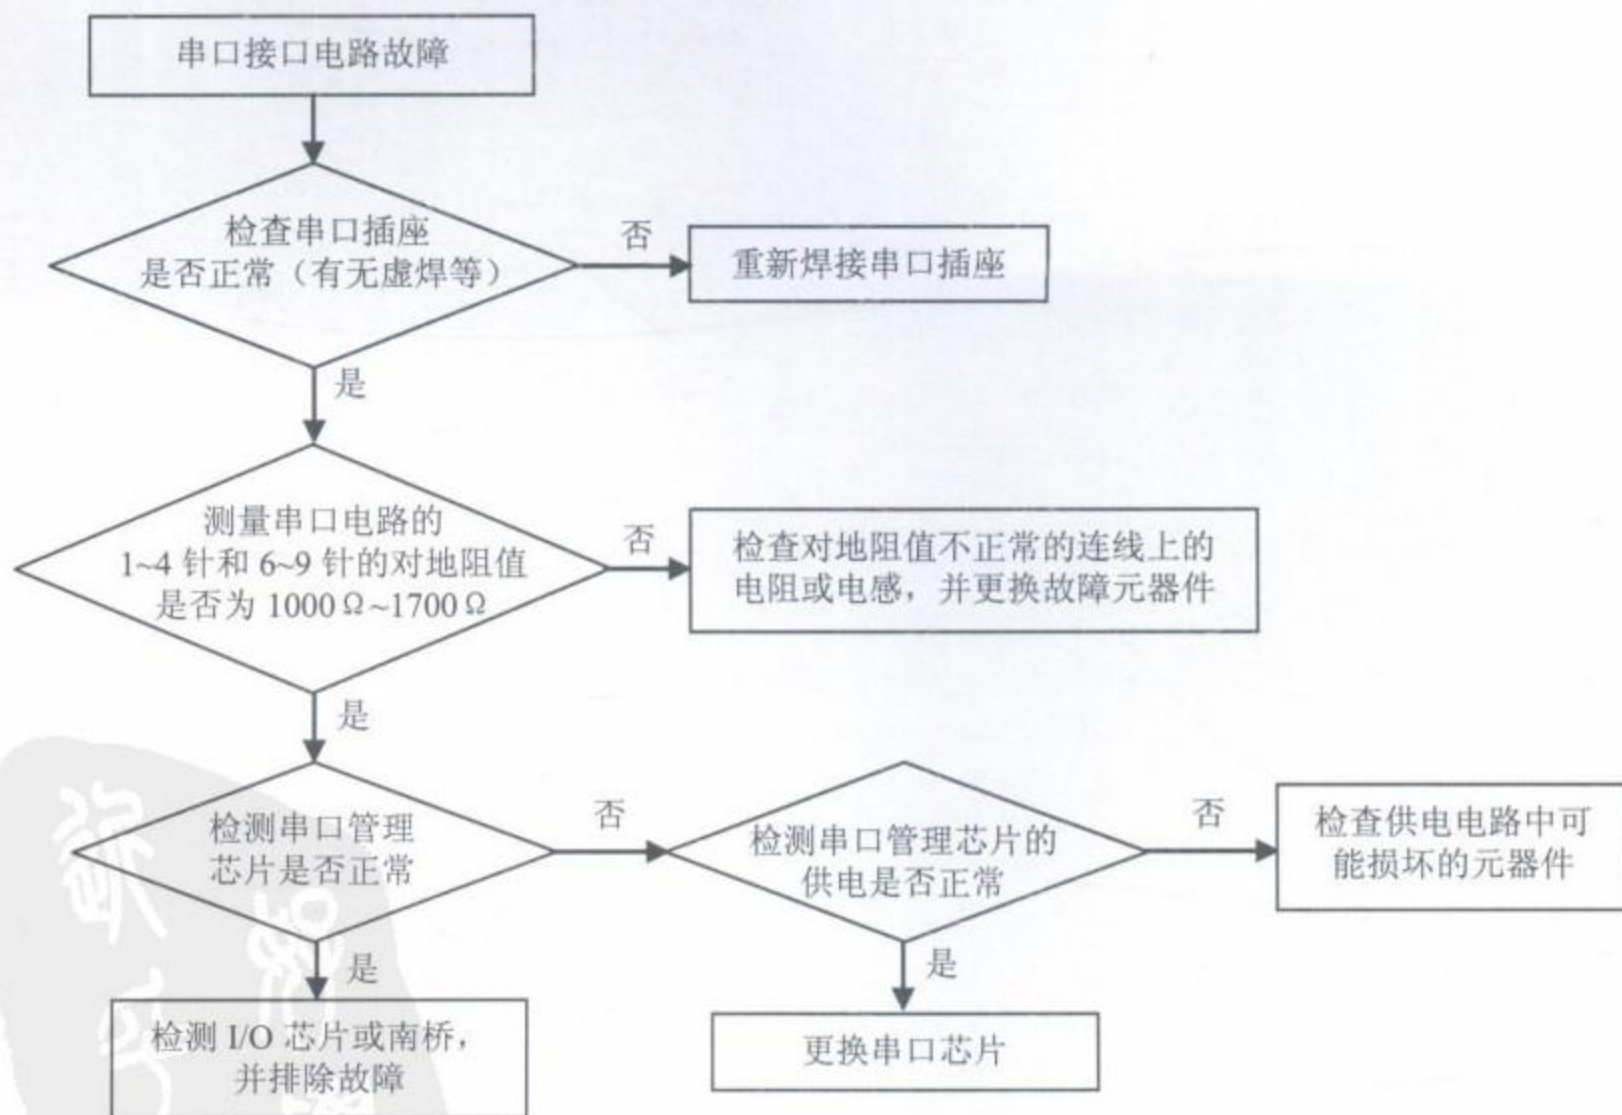 串口接口电路故障
检查串口插座
是否正常（有无虚焊等）
否
重新焊接串口插座
是
测量串口电路的
1~4 针和 6~9 针的对地阻值
是否为 1000Ω~1700Ω
否
检查对地阻值不正常的连线上的
电阻或电感，并更换故障元器件
是
检测串口管理
芯片是否正常
否
检测串口管理芯片的
供电是否正常
否
检查供电电路中可
能损坏的元器件
是
检测 I/O 芯片或南桥，
并排除故障
是
更换串口芯片